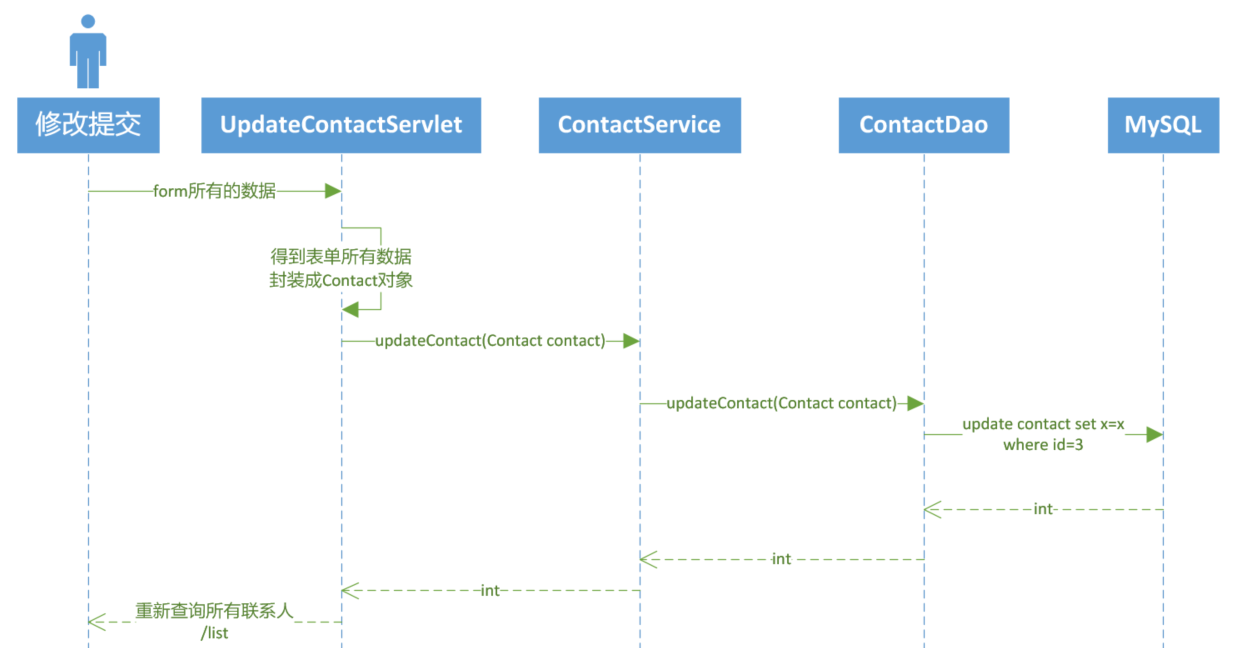 修改提交
UpdateContactServlet
ContactService
ContactDao
MySQL
form所有的数据
得到表单所有数据
封装成Contact对象
updateContact(Contact contact)
updateContact(Contact contact)
update contact set x=x
where id=3
int
int
int
重新查询所有联系人
/list